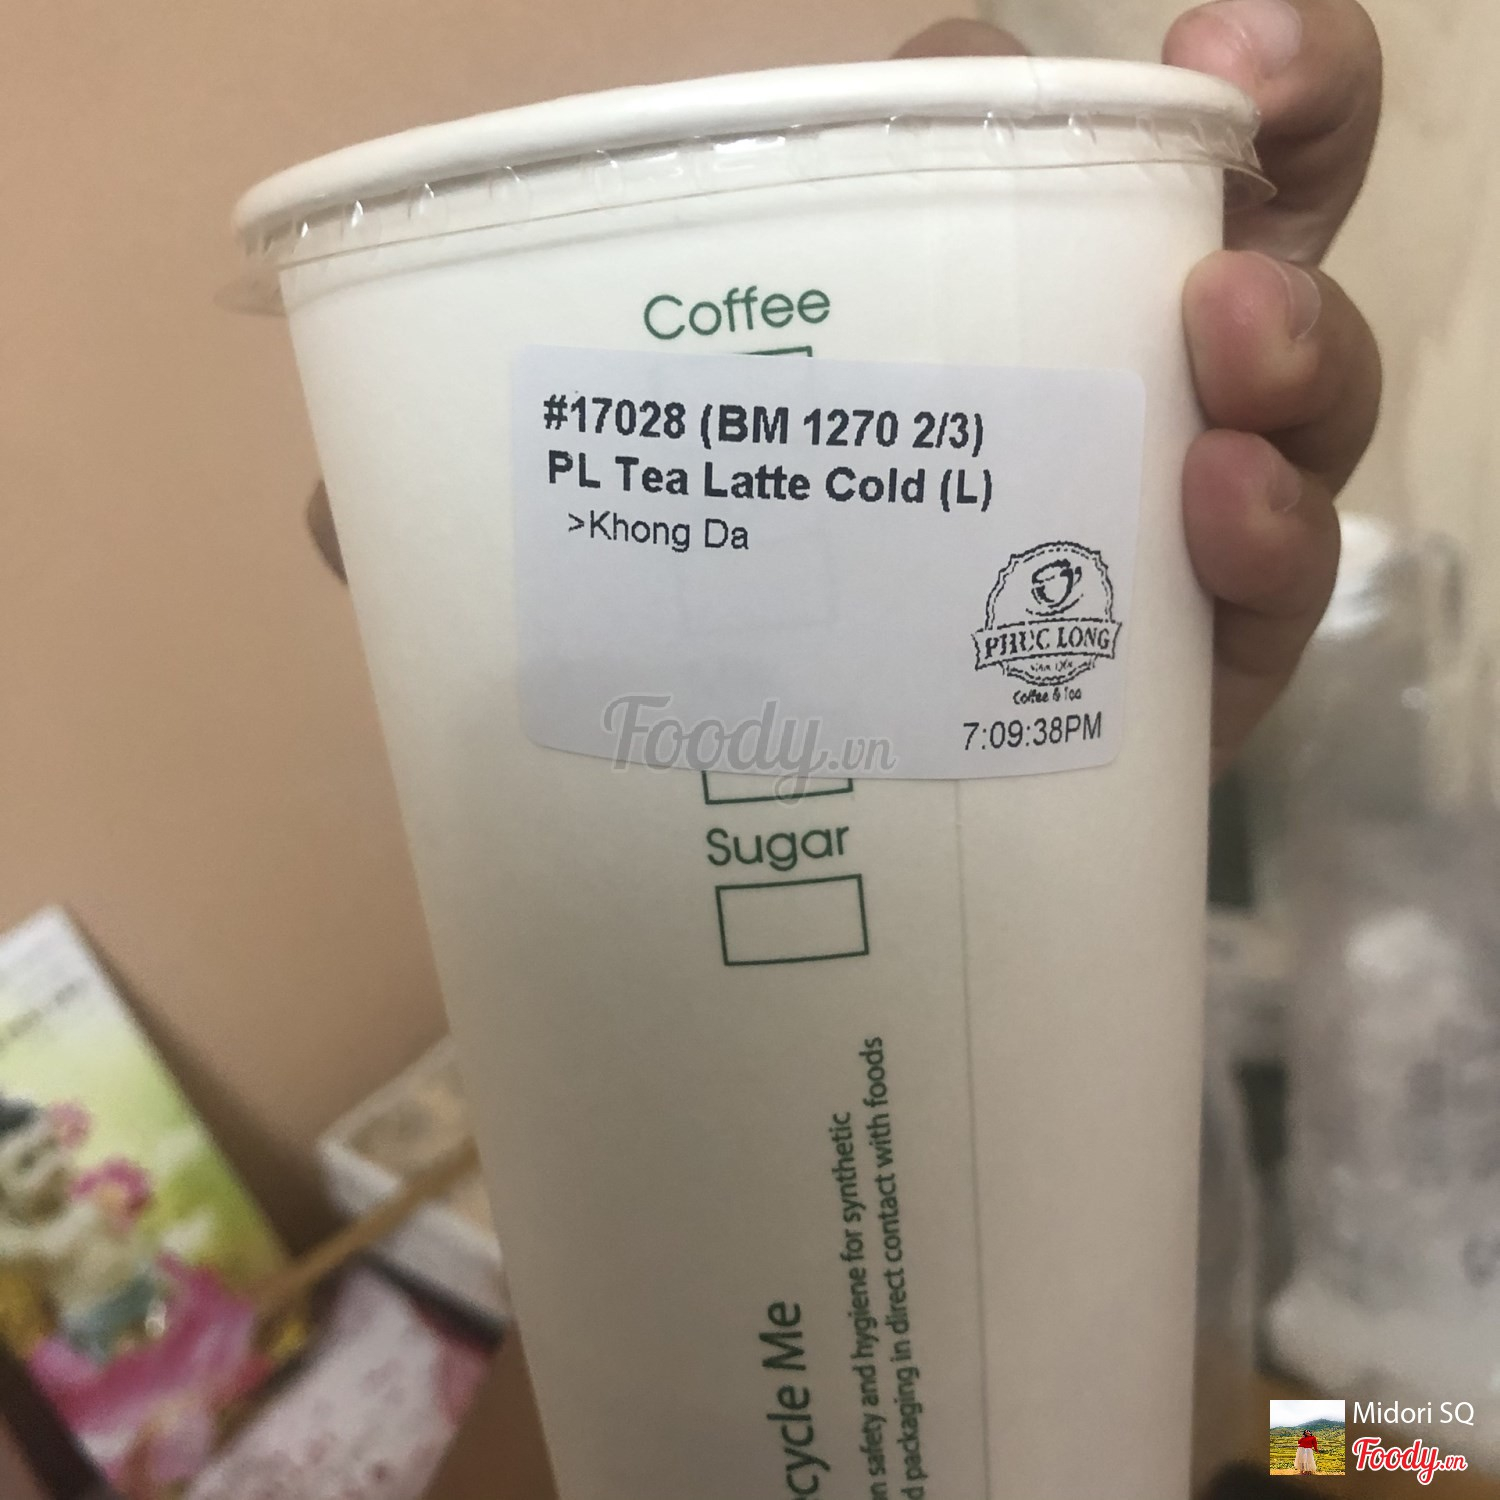 Coffee
#17028 (BM 1270 2/3)
PL Tea Latte Cold (L)
>Khong Da
PHUC LONG
Coffee & Tea
7:09:38PM
Foody.vn
Sugar
ecycle Me
n safety and hygiene for synthetic
d packaging in direct contact with foods
Midori SQ
Foody.vn